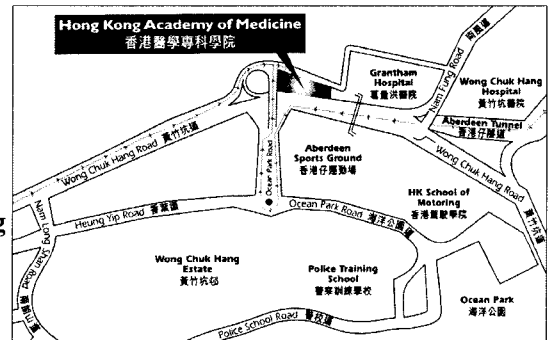 Hong Kong Academy of Medicine
香港醫學專科學院
Grantham
Hospital
葛量洪醫院
Nam Fung Road 南風道
Wong Chuk Hang
Hospital
黃竹坑醫院
Aberdeen Tunnel
香港仔隧道
Wong Chuk Hang Road 黃竹坑道
Ocean Park Road
Aberdeen
Sports Ground
香港仔運動場
Wong Chuk Hang Road
黃竹坑道
HK School of
Motoring
香港駕駛學院
Nam Long Shan Road
Heung Yip Road 香葉道
Ocean Park Road 海洋公園道
Wong Chuk Hang
Estate
黃竹坑邨
Police Training
School
警察訓練學校
Ocean Park
海洋公園
Police School Road 警校道